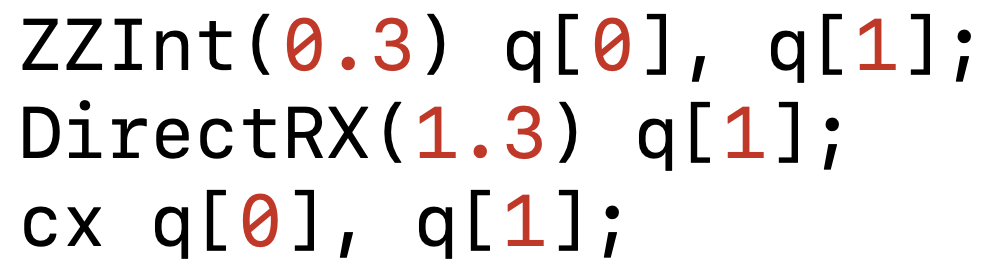 ZZInt(0.3) q[0], q[1];
DirectRX(1.3) q[1];
cx q[0], q[1];